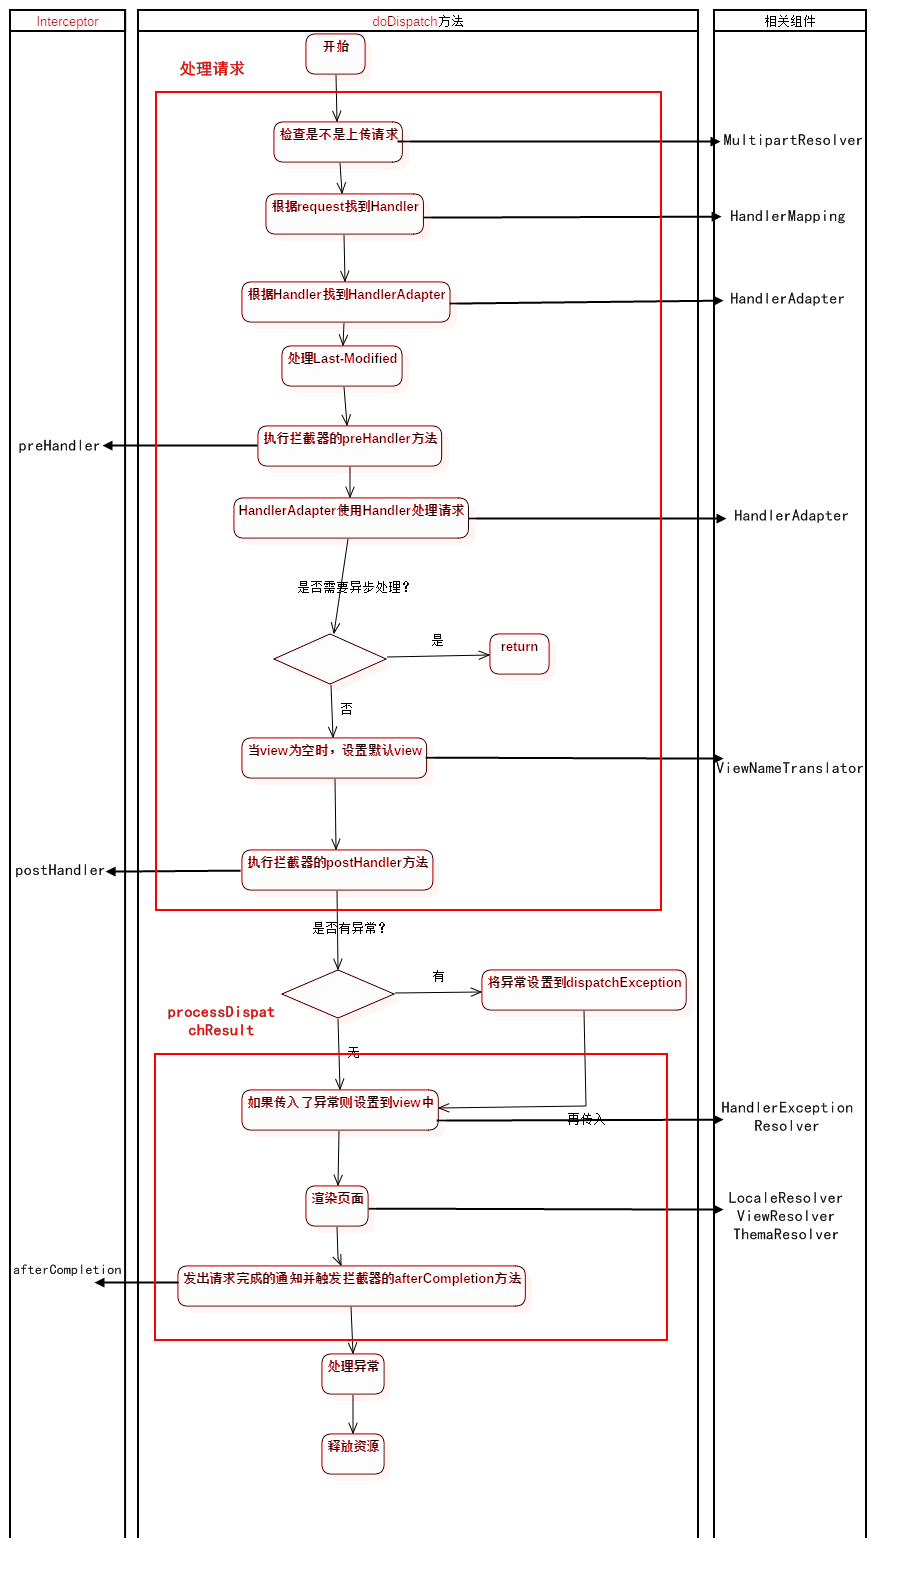 Interceptor
doDispatch方法
相关组件
开始
处理请求
检查是不是上传请求
MultipartResolver
根据request找到Handler
HandlerMapping
根据Handler找到HandlerAdapter
HandlerAdapter
处理Last-Modified
执行拦截器的preHandler方法
preHandler
HandlerAdapter使用Handler处理请求
HandlerAdapter
是否需要异步处理？
是
return
否
当view为空时，设置默认view
ViewNameTranslator
执行拦截器的postHandler方法
postHandler
是否有异常？
有
将异常设置到dispatchException
processDispat
chResult
无
如果传入了异常则设置到view中
再传入
HandlerException
Resolver
渲染页面
LocaleResolver
ViewResolver
ThemaResolver
afterCompletion
发出请求完成的通知并触发拦截器的afterCompletion方法
处理异常
释放资源